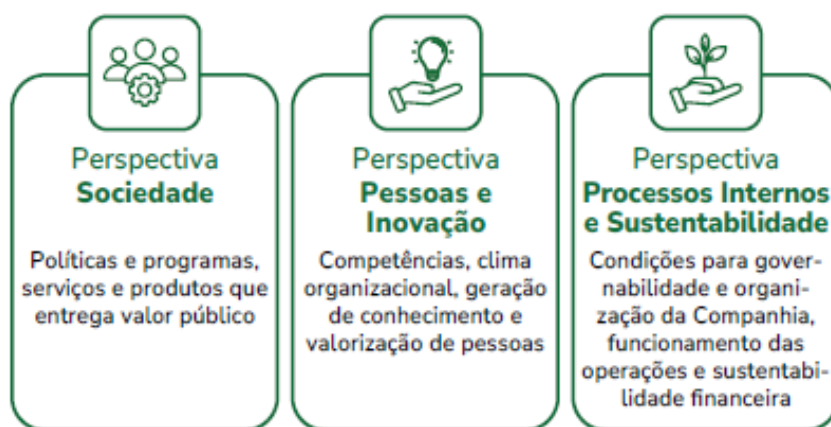 Perspectiva
Sociedade
Políticas e programas,
serviços e produtos que
entrega valor público
Perspectiva
Pessoas e
Inovação
Competências, clima
organizacional, geração
de conhecimento e
valorização de pessoas
Perspectiva
Processos Internos
e Sustentabilidade
Condições para gover-
nabilidade e organi-
zação da Companhia,
funcionamento das
operações e sustentabi-
lidade financeira